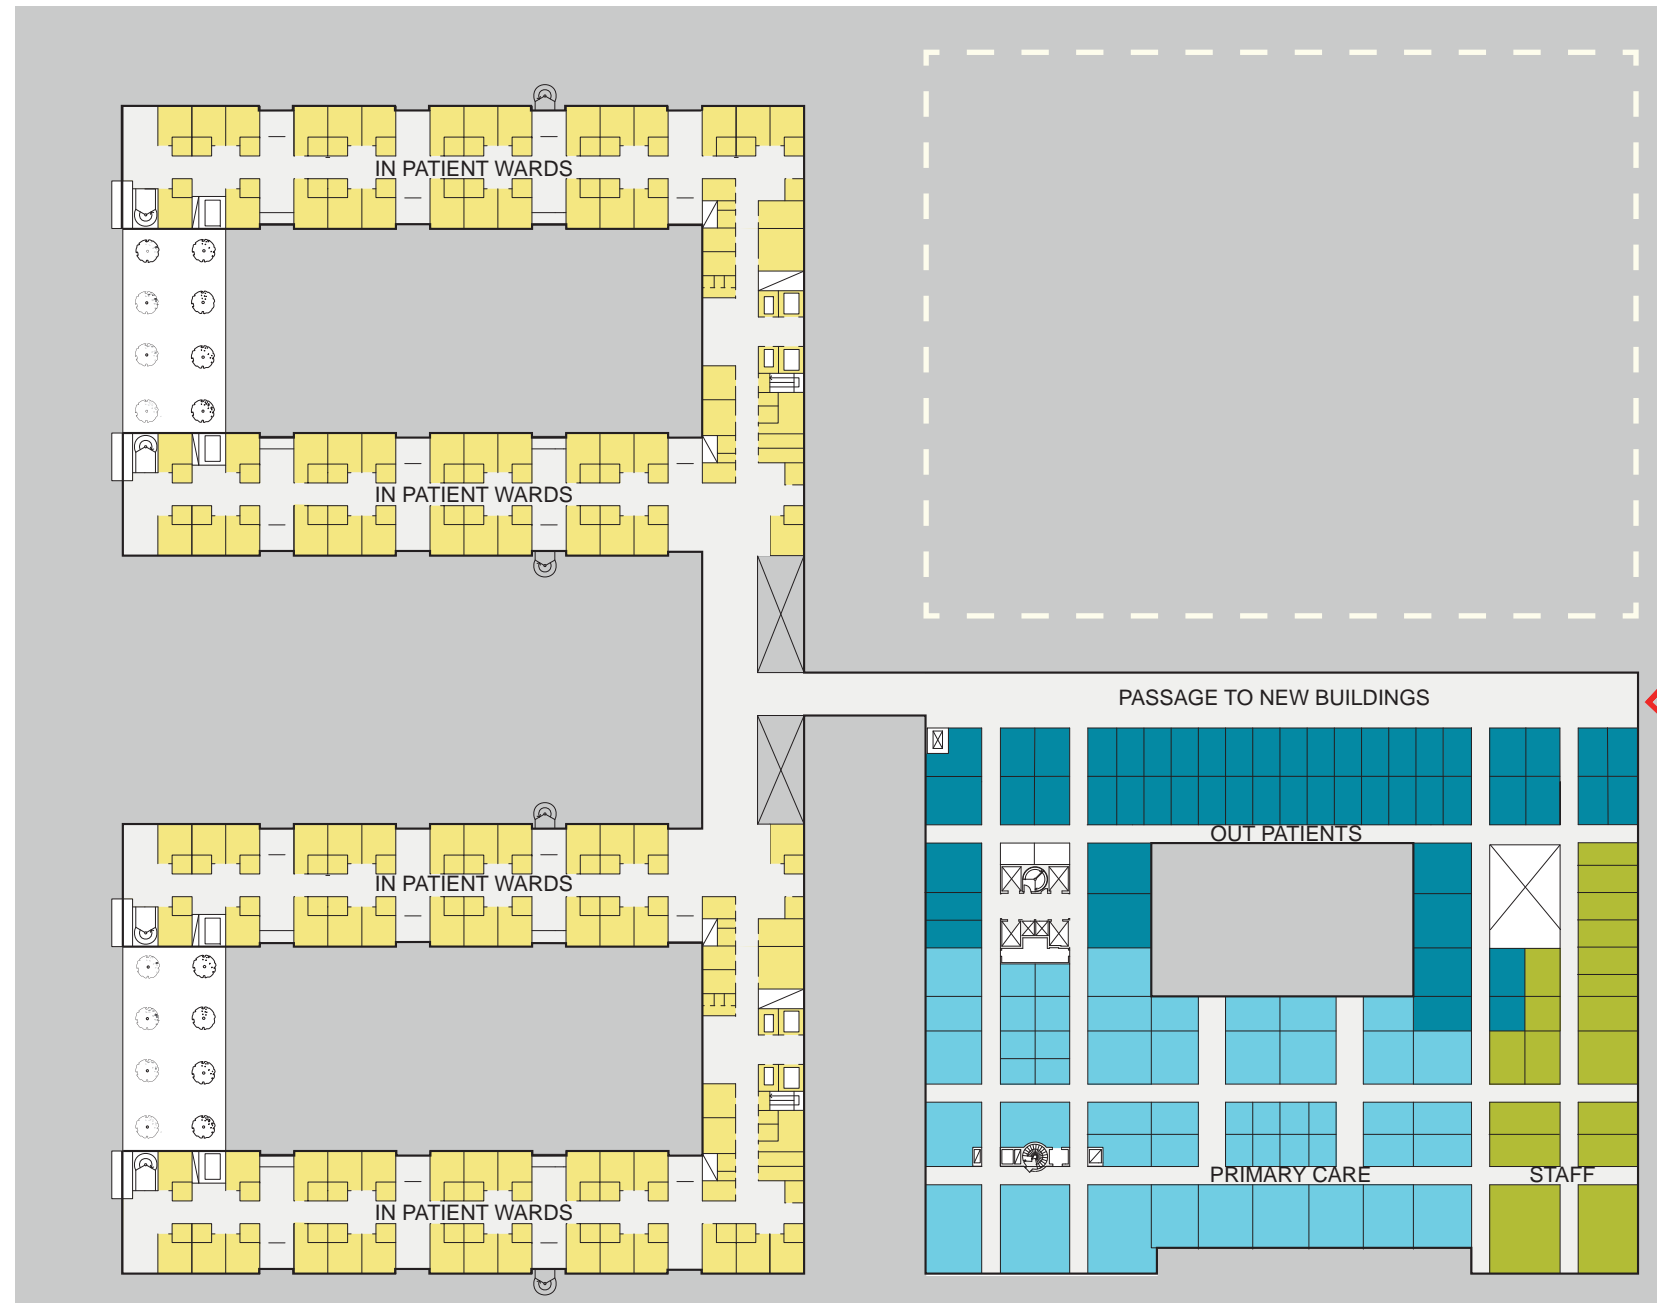 IN PATIENT WARDS
IN PATIENT WARDS
PASSAGE TO NEW BUILDINGS
OUT PATIENTS
IN PATIENT WARDS
PRIMARY CARE
STAFF
IN PATIENT WARDS